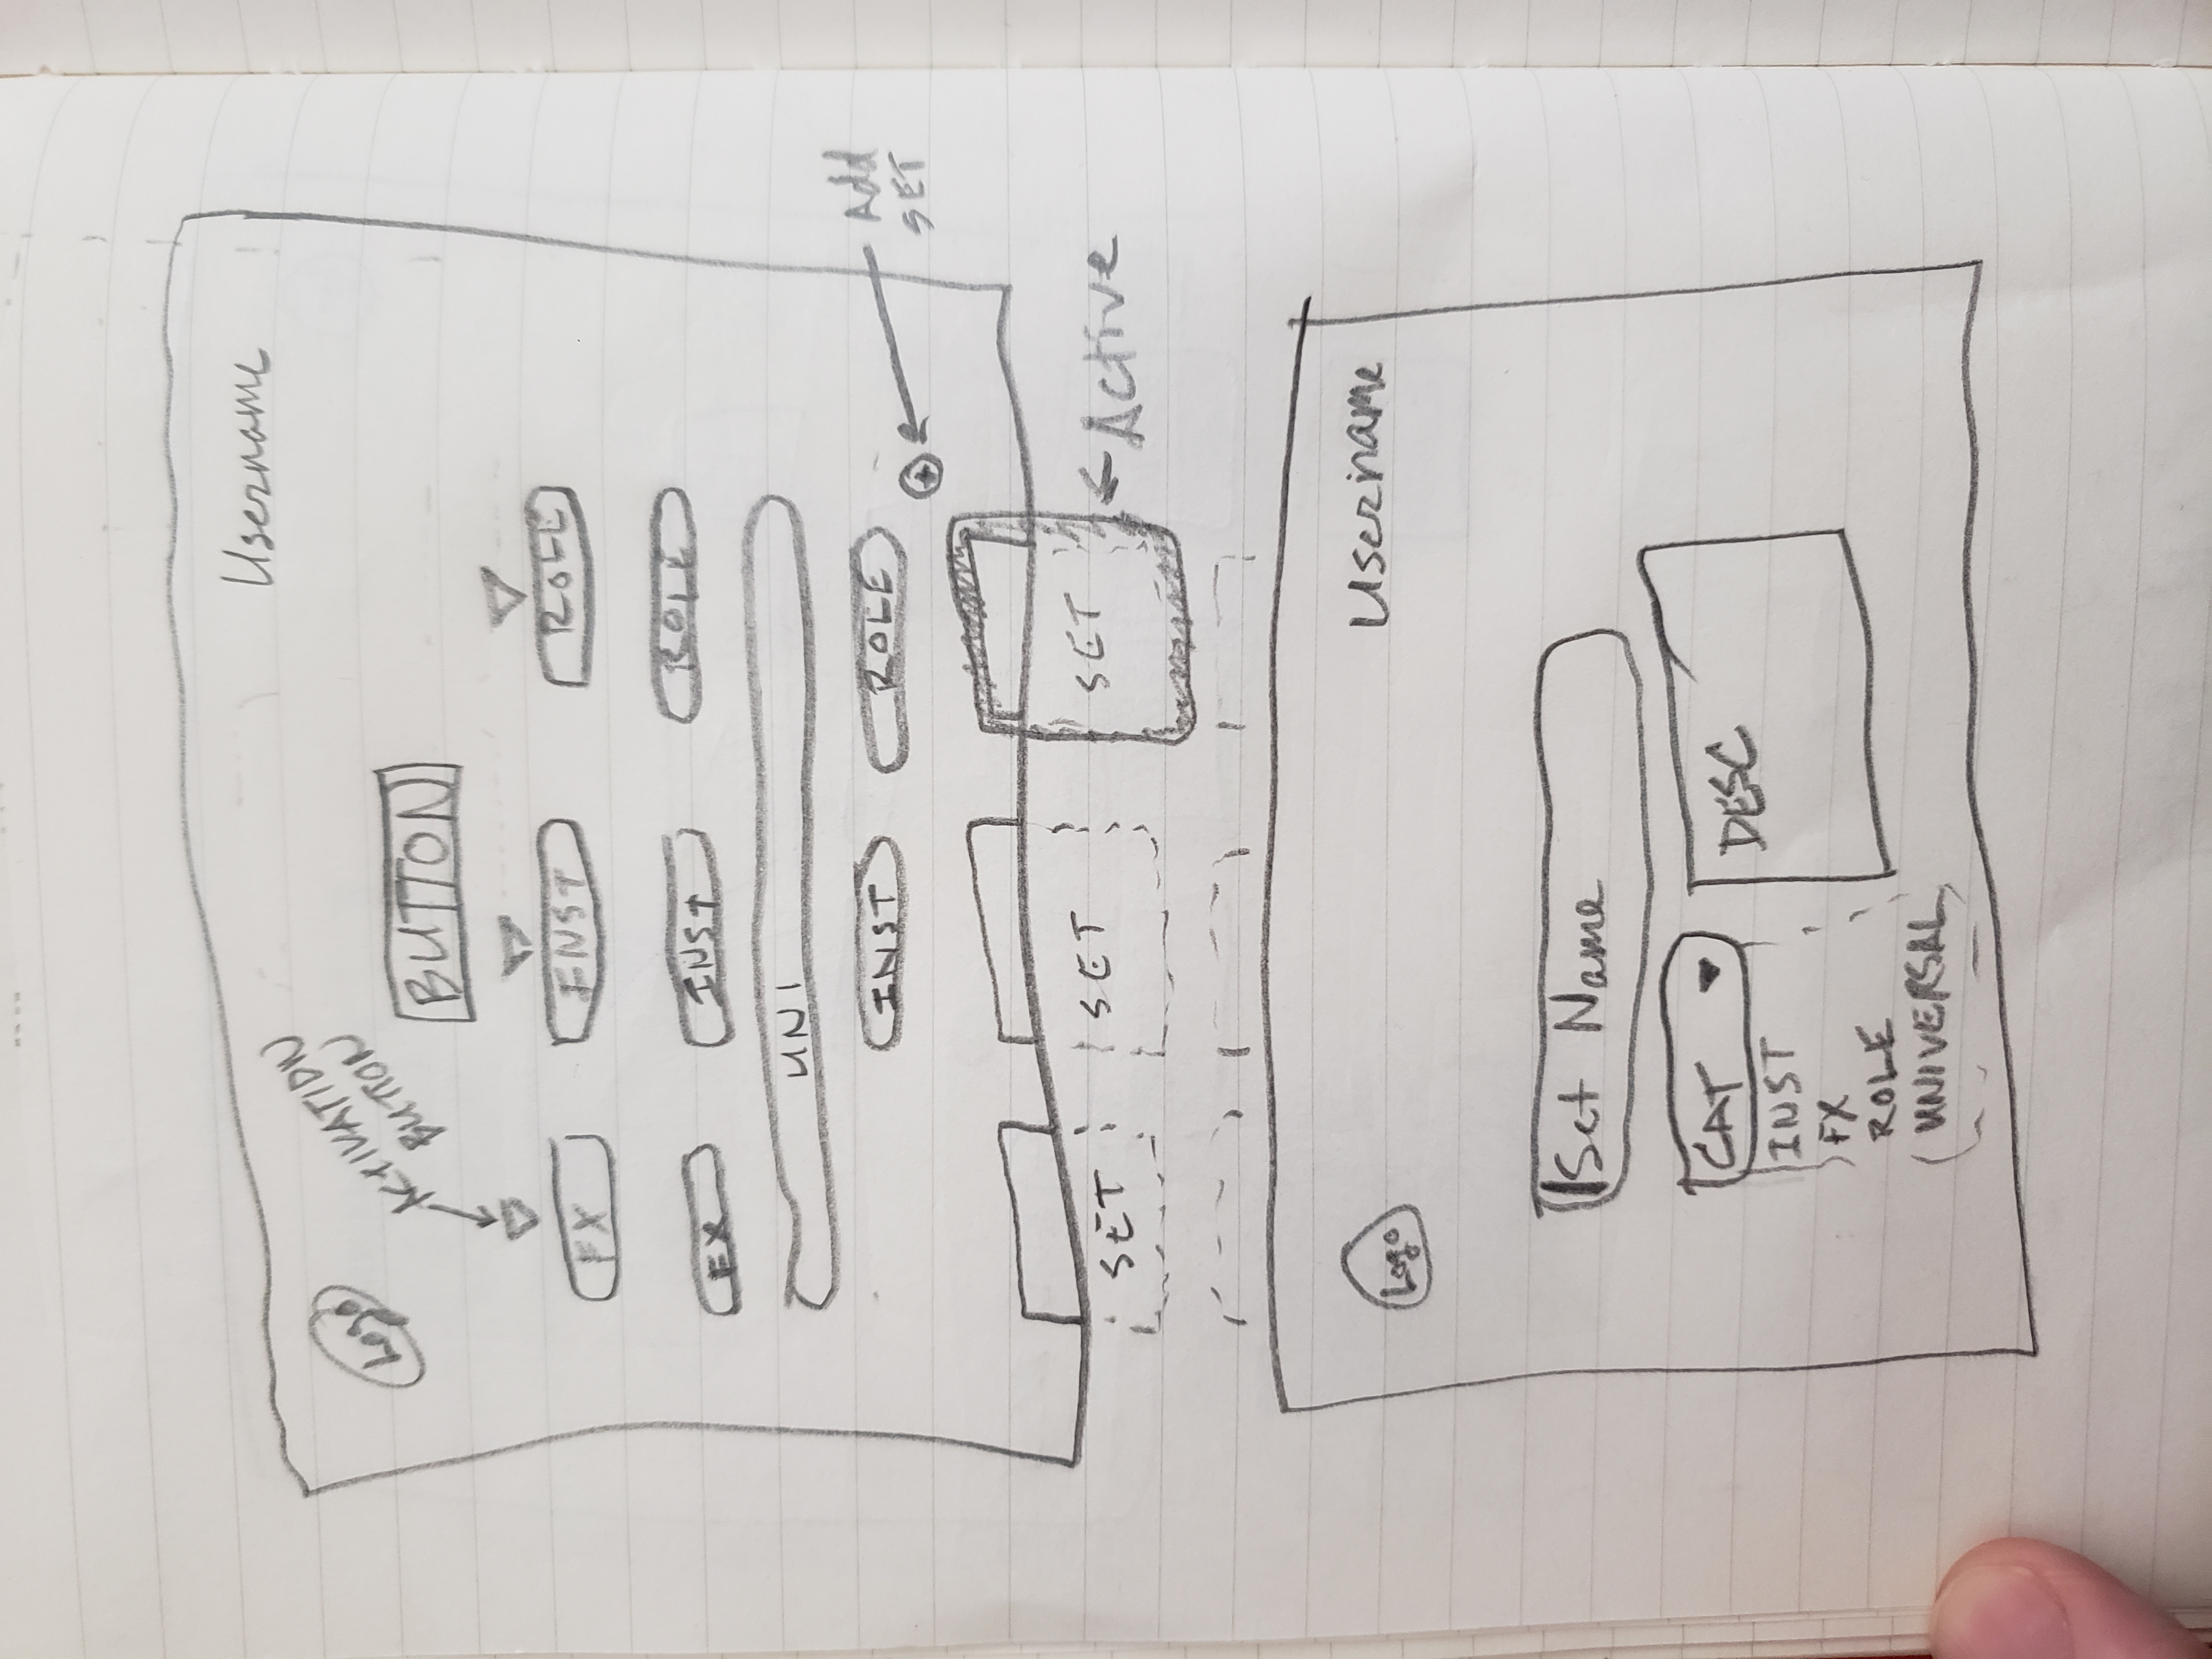 Username
Logo
ACTIVATION
BUTTON
BUTTON
FX
INST
ROLE
FX
INST
ROLE
UNI
INST
ROLE
+
Add
SET
SET
SET
SET
Active
Logo
Username
Set Name
CAT
DESC
INST
FX
ROLE
UNIVERSAL